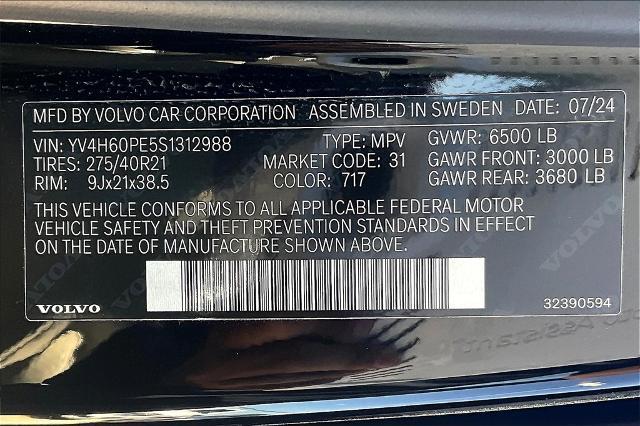 MFD BY VOLVO CAR CORPORATION ASSEMBLED IN SWEDEN DATE: 07/24
VIN: YV4H60PE5S1312988 TYPE: MPV GVWR: 6500 LB
TIRES: 275/40R21 MARKET CODE: 31 GAWR FRONT: 3000 LB
RIM: 9Jx21x38.5 COLOR: 717 GAWR REAR: 3680 LB
THIS VEHICLE CONFORMS TO ALL APPLICABLE FEDERAL MOTOR
VEHICLE SAFETY AND THEFT PREVENTION STANDARDS IN EFFECT
ON THE DATE OF MANUFACTURE SHOWN ABOVE.
VOLVO 32390594